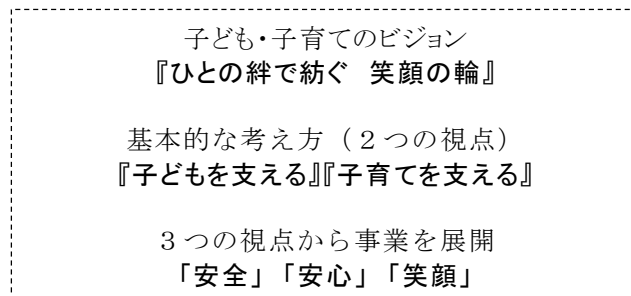 子ども・子育てのビジョン
『ひとの絆で紡ぐ　笑顔の輪』
基本的な考え方（２つの視点）
『子どもを支える』『子育てを支える』
３つの視点から事業を展開
「安全」「安心」「笑顔」